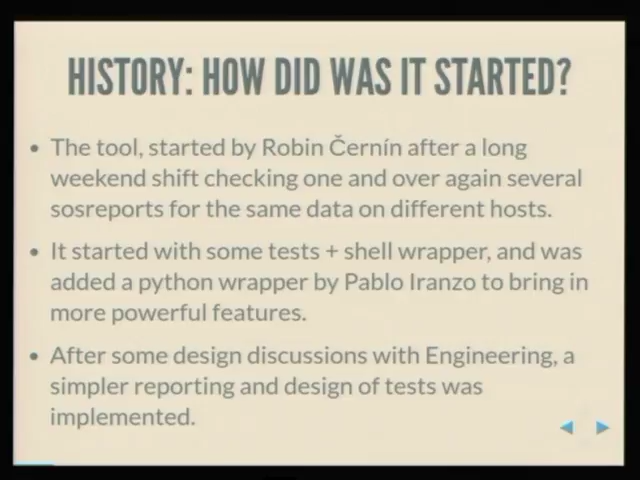 HISTORY: HOW DID WAS IT STARTED?
• The tool, started by Robin Černín after a long
weekend shift checking one and over again several
sosreports for the same data on different hosts.
• It started with some tests + shell wrapper, and was
added a python wrapper by Pablo Iranzo to bring in
more powerful features.
• After some design discussions with Engineering, a
simpler reporting and design of tests was
implemented.